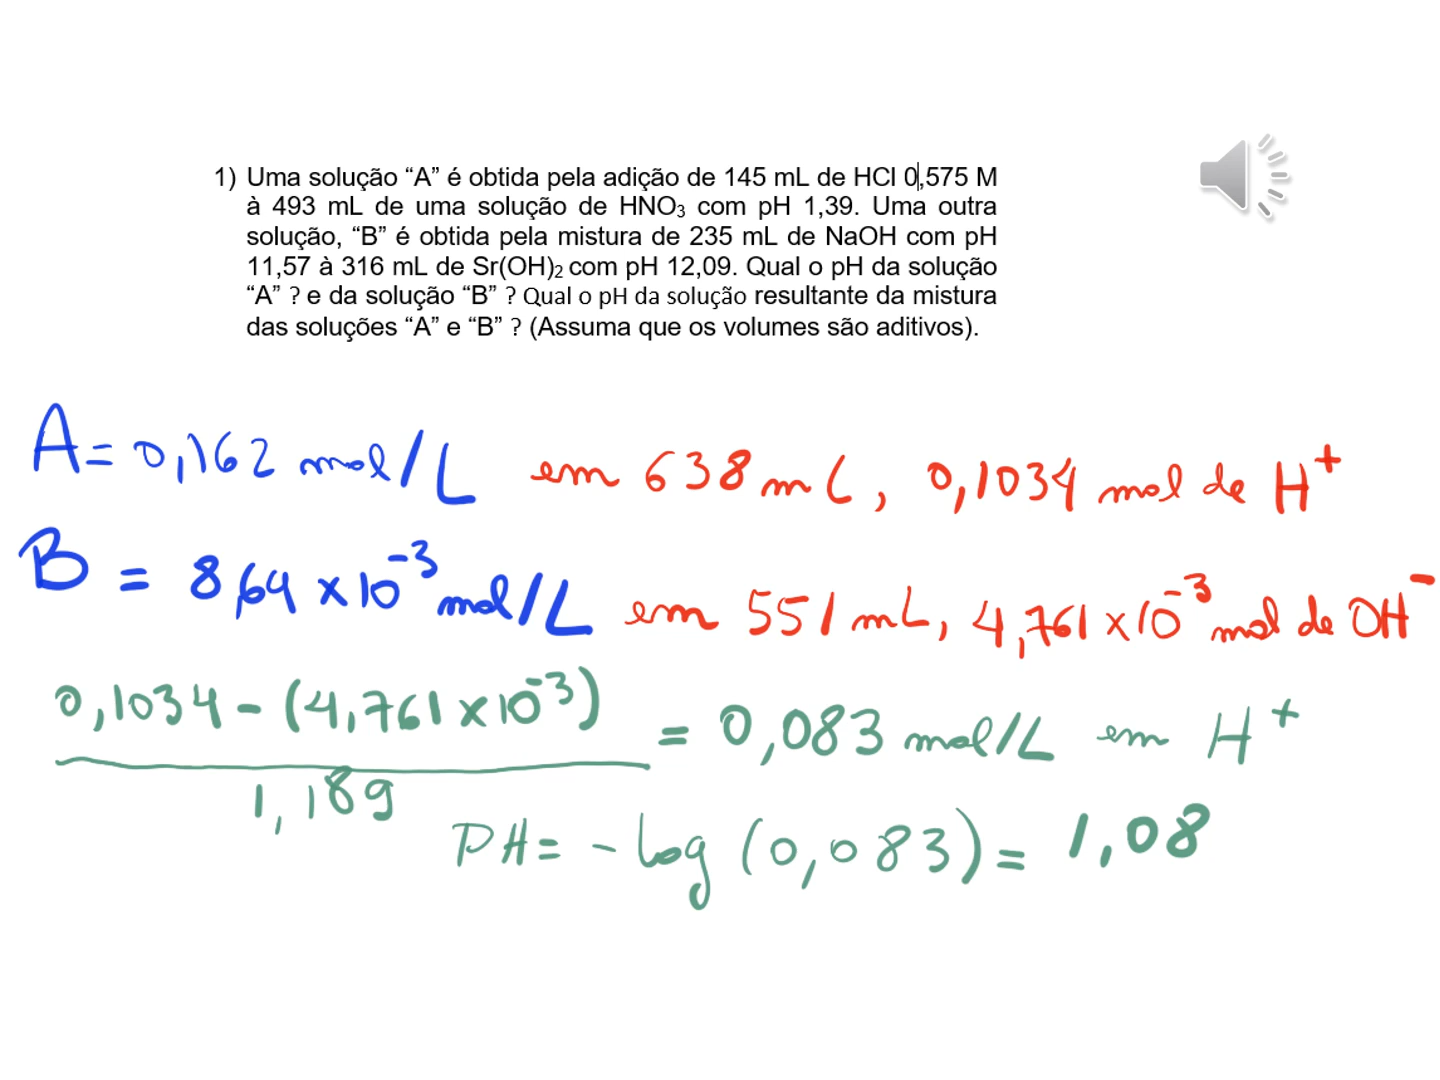 1) Uma solução “A” é obtida pela adição de 145 mL de HCl 0,575 M
à 493 mL de uma solução de HNO₃ com pH 1,39. Uma outra
solução, “B” é obtida pela mistura de 235 mL de NaOH com pH
11,57 à 316 mL de Sr(OH)₂ com pH 12,09. Qual o pH da solução
“A” ? e da solução “B” ? Qual o pH da solução resultante da mistura
das soluções “A” e “B” ? (Assuma que os volumes são aditivos).
A = 0,162 mol/L em 638 mL, 0,1034 mol de H⁺
B = 8,64 x 10⁻³ mol/L em 551 mL, 4,761 x 10⁻³ mol de OH⁻
0,1034 - (4,761 x 10⁻³)
= 0,083 mol/L em H⁺
1,189
PH = - log (0,083) = 1,08